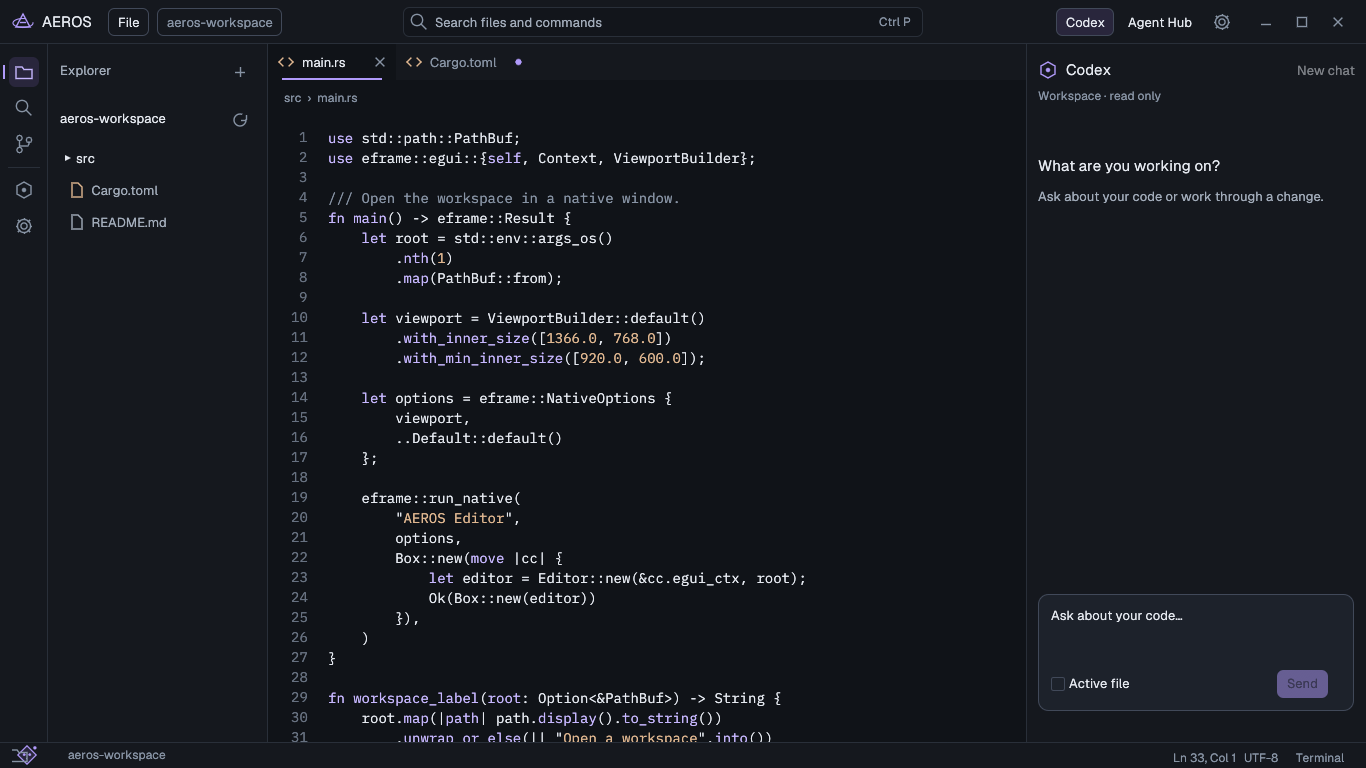 AEROS File aeros-workspace Search files and commands Ctrl P Codex Agent Hub
Explorer
aeros-workspace
src
Cargo.toml
README.md
main.rs Cargo.toml
src › main.rs
1 use std::path::PathBuf;
2 use eframe::egui::{self, Context, ViewportBuilder};
3
4 /// Open the workspace in a native window.
5 fn main() -> eframe::Result {
6     let root = std::env::args_os()
7         .nth(1)
8         .map(PathBuf::from);
9
10     let viewport = ViewportBuilder::default()
11         .with_inner_size([1366.0, 768.0])
12         .with_min_inner_size([920.0, 600.0]);
13
14     let options = eframe::NativeOptions {
15         viewport,
16         ..Default::default()
17     };
18
19     eframe::run_native(
20         "AEROS Editor",
21         options,
22         Box::new(move |cc| {
23             let editor = Editor::new(&cc.egui_ctx, root);
24             Ok(Box::new(editor))
25         }),
26     )
27 }
28
29 fn workspace_label(root: Option<&PathBuf>) -> String {
30     root.map(|path| path.display().to_string())
31         .unwrap_or_else(|| "Open a workspace".into())
Codex New chat
Workspace · read only
What are you working on?
Ask about your code or work through a change.
Ask about your code…
Active file Send
aeros-workspace Ln 33, Col 1 UTF-8 Terminal